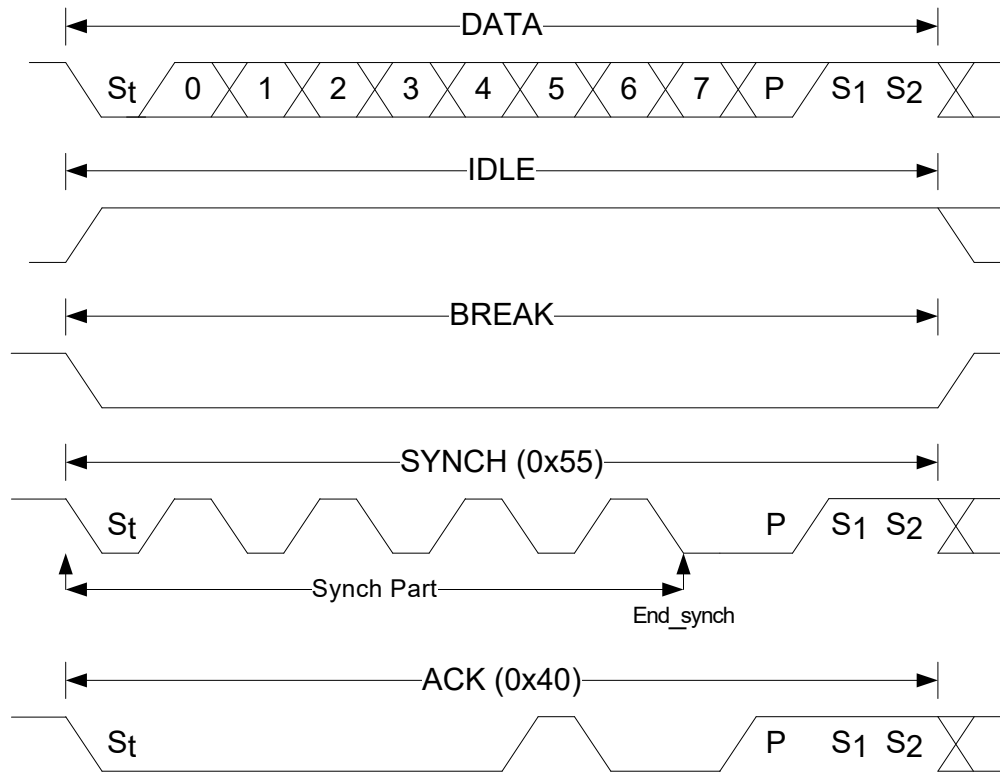 DATA
St 0 1 2 3 4 5 6 7 P S1 S2
IDLE
BREAK
SYNCH (0x55)
St P S1 S2
Synch Part
End_synch
ACK (0x40)
St P S1 S2